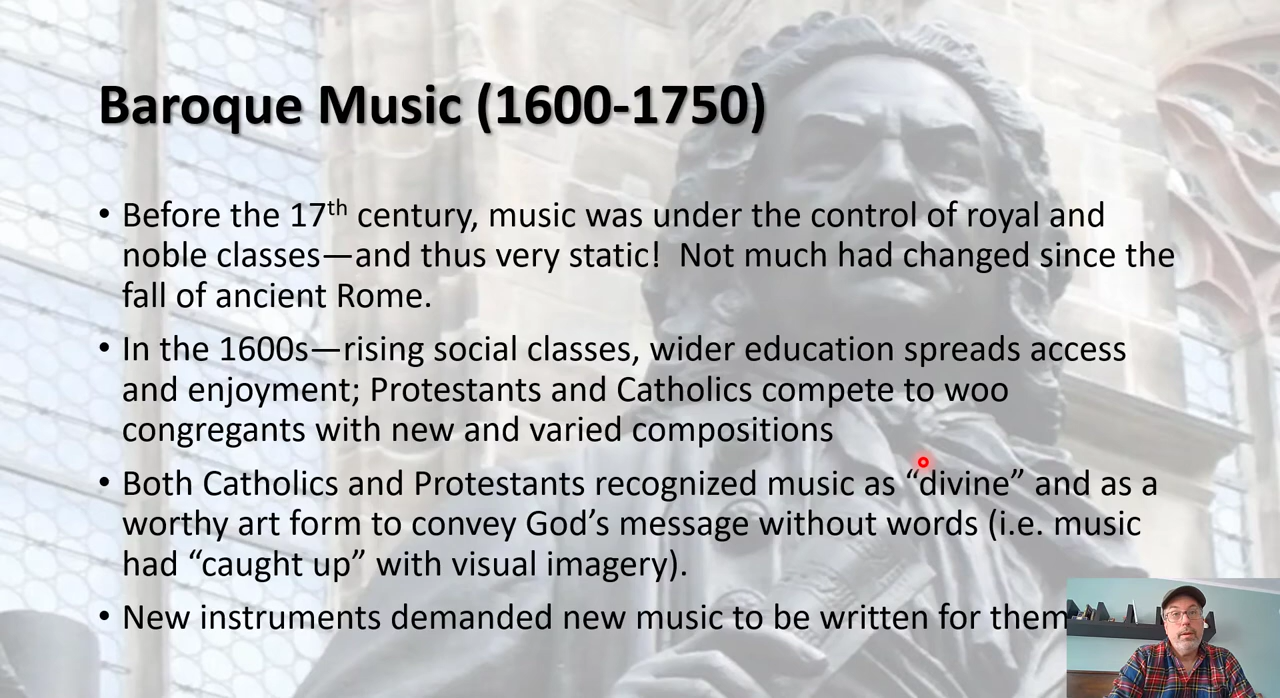 Baroque Music (1600-1750)
• Before the 17th century, music was under the control of royal and
noble classes—and thus very static!  Not much had changed since the
fall of ancient Rome.
• In the 1600s—rising social classes, wider education spreads access
and enjoyment; Protestants and Catholics compete to woo
congregants with new and varied compositions
• Both Catholics and Protestants recognized music as “divine” and as a
worthy art form to convey God’s message without words (i.e. music
had “caught up” with visual imagery).
• New instruments demanded new music to be written for them